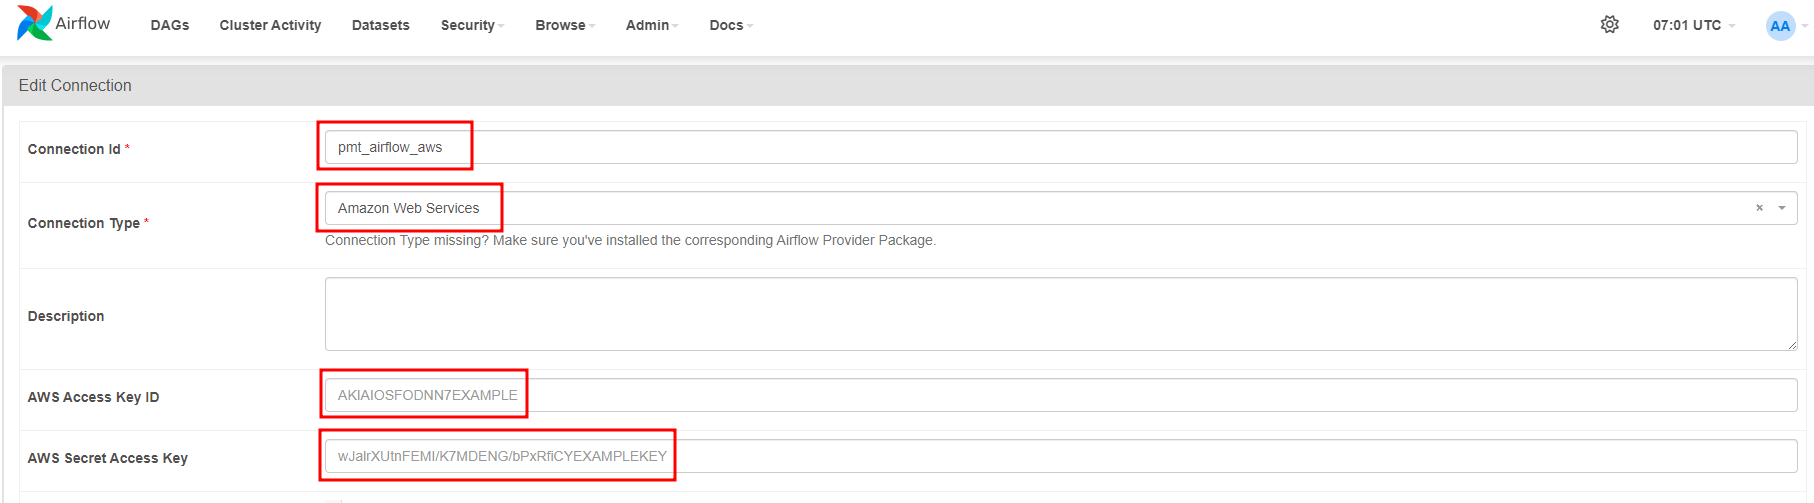 Airflow DAGs Cluster Activity Datasets Security Browse Admin Docs 07:01 UTC AA
Edit Connection
Connection Id * pmt_airflow_aws
Connection Type * Amazon Web Services ×
Connection Type missing? Make sure you've installed the corresponding Airflow Provider Package.
Description
AWS Access Key ID AKIAIOSFODNN7EXAMPLE
AWS Secret Access Key wJalrXUtnFEMI/K7MDENG/bPxRfiCYEXAMPLEKEY